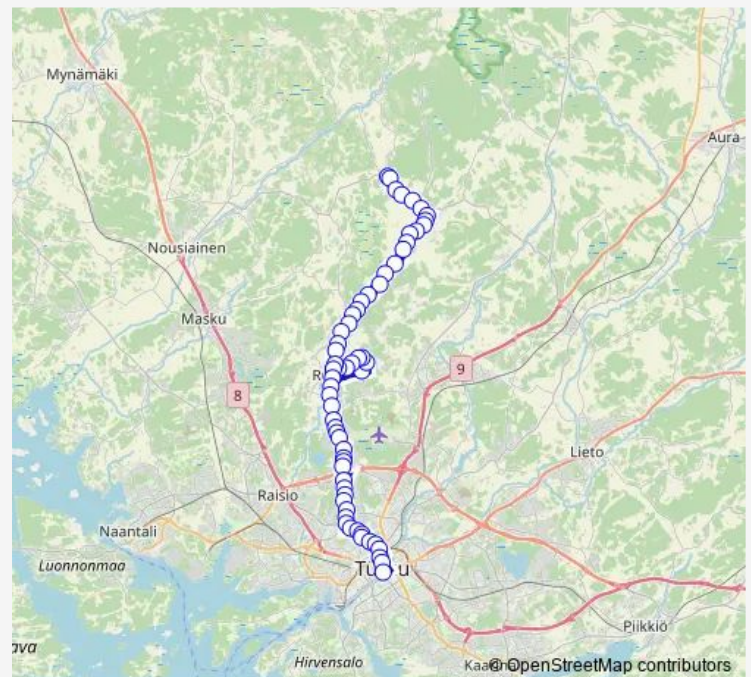 Mynämäki
Aura
Nousiainen
Masku
8
9
Lieto
Raisio
Naantali
Luonnonmaa
Piikkiö
Hirvensalo
© OpenStreetMap contributors